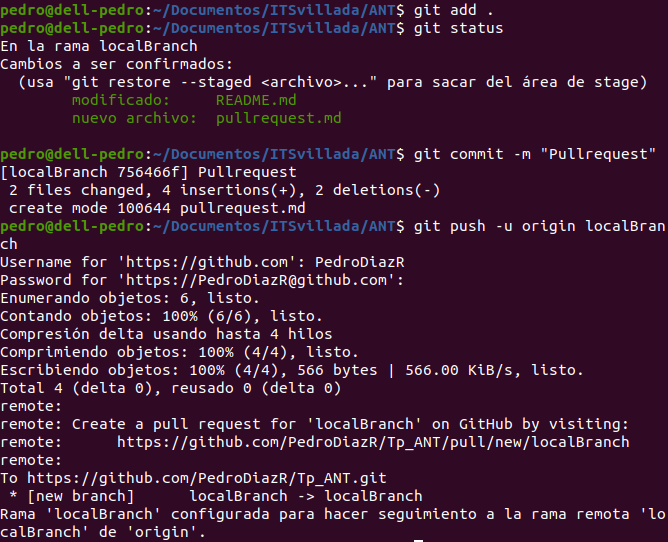 pedro@dell-pedro:~/Documentos/ITSvillada/ANT$ git add .
pedro@dell-pedro:~/Documentos/ITSvillada/ANT$ git status
En la rama localBranch
Cambios a ser confirmados:
  (usa "git restore --staged <archivo>..." para sacar del área de stage)
        modificado:     README.md
        nuevo archivo:  pullrequest.md

pedro@dell-pedro:~/Documentos/ITSvillada/ANT$ git commit -m "Pullrequest"
[localBranch 756466f] Pullrequest
 2 files changed, 4 insertions(+), 2 deletions(-)
 create mode 100644 pullrequest.md
pedro@dell-pedro:~/Documentos/ITSvillada/ANT$ git push -u origin localBran
ch
Username for 'https://github.com': PedroDiazR
Password for 'https://PedroDiazR@github.com':
Enumerando objetos: 6, listo.
Contando objetos: 100% (6/6), listo.
Compresión delta usando hasta 4 hilos
Comprimiendo objetos: 100% (4/4), listo.
Escribiendo objetos: 100% (4/4), 566 bytes | 566.00 KiB/s, listo.
Total 4 (delta 0), reusado 0 (delta 0)
remote:
remote: Create a pull request for 'localBranch' on GitHub by visiting:
remote:      https://github.com/PedroDiazR/Tp_ANT/pull/new/localBranch
remote:
To https://github.com/PedroDiazR/Tp_ANT.git
 * [new branch]      localBranch -> localBranch
Rama 'localBranch' configurada para hacer seguimiento a la rama remota 'lo
calBranch' de 'origin'.